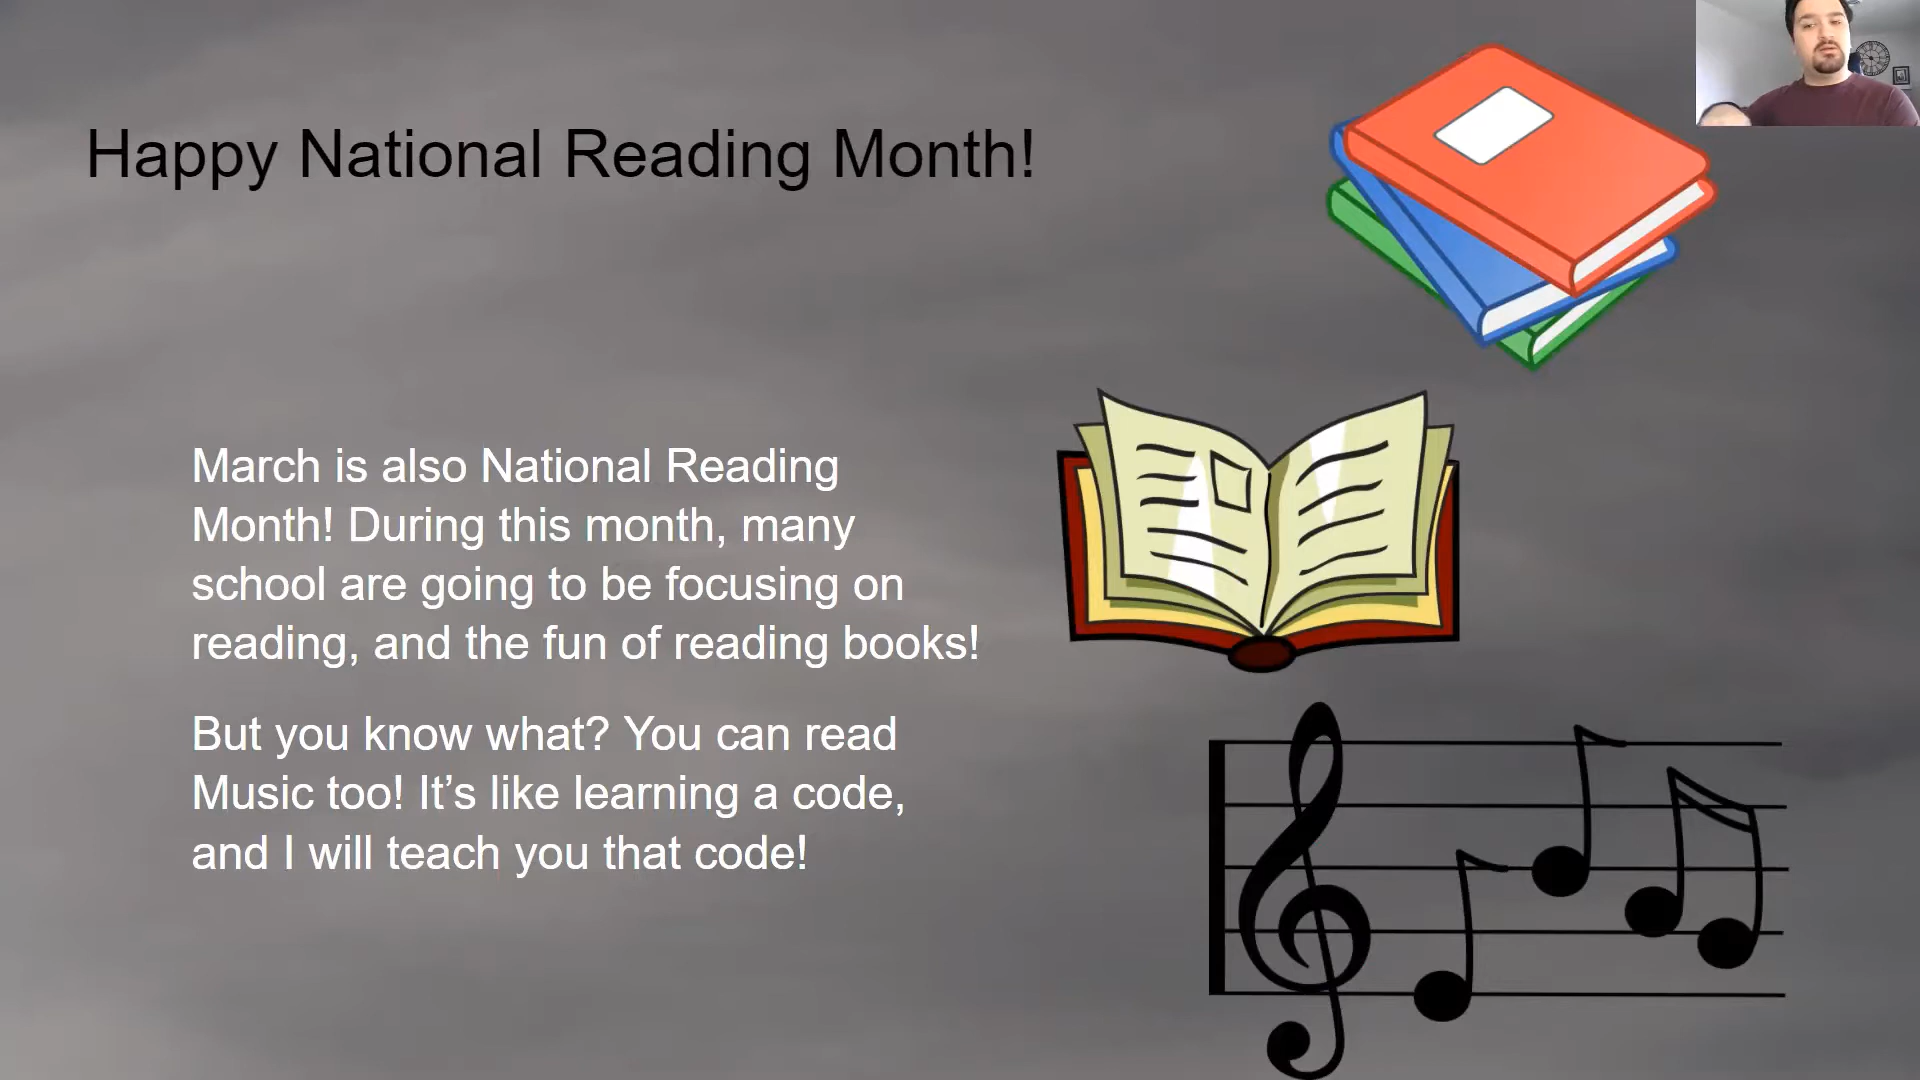 Happy National Reading Month!
March is also National Reading
Month! During this month, many
school are going to be focusing on
reading, and the fun of reading books!
But you know what? You can read
Music too! It’s like learning a code,
and I will teach you that code!